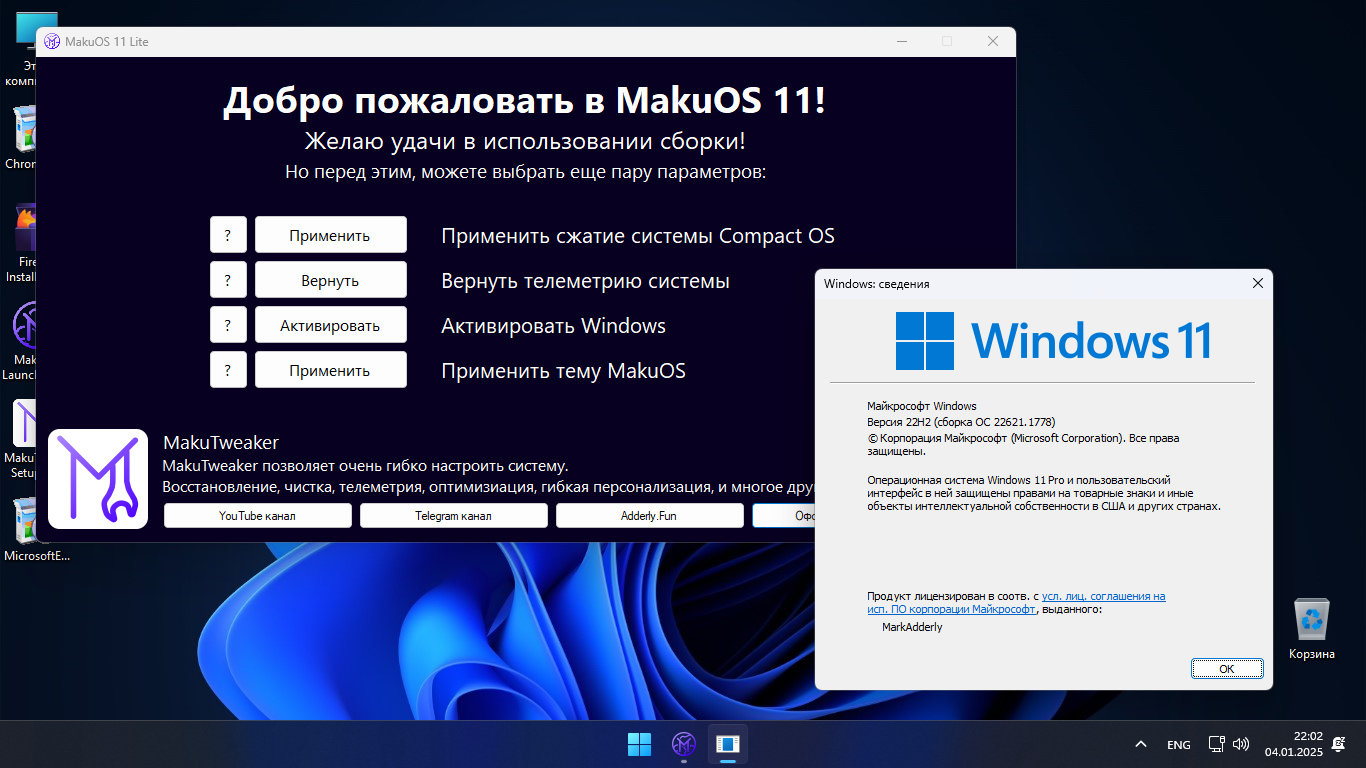 Эт
комп
Chro
Fire
Install
Mak
Launc
MakuT
Setup
MicrosoftE...
MakuOS 11 Lite
Добро пожаловать в MakuOS 11!
Желаю удачи в использовании сборки!
Но перед этим, можете выбрать еще пару параметров:
? Применить Применить сжатие системы Compact OS
? Вернуть Вернуть телеметрию системы
? Активировать Активировать Windows
? Применить Применить тему MakuOS
MakuTweaker
MakuTweaker позволяет очень гибко настроить систему.
Восстановление, чистка, телеметрия, оптимизиация, гибкая персонализация, и многое друг
YouTube канал Telegram канал Adderly.Fun Офо
Windows: сведения
Windows 11
Майкрософт Windows
Версия 22H2 (сборка ОС 22621.1778)
© Корпорация Майкрософт (Microsoft Corporation). Все права
защищены.
Операционная система Windows 11 Pro и пользовательский
интерфейс в ней защищены правами на товарные знаки и иные
объекты интеллектуальной собственности в США и других странах.
Продукт лицензирован в соотв. с усл. лиц. соглашения на
исп. ПО корпорации Майкрософт, выданного:
MarkAdderly
ОК
Корзина
ENG
22:02
04.01.2025